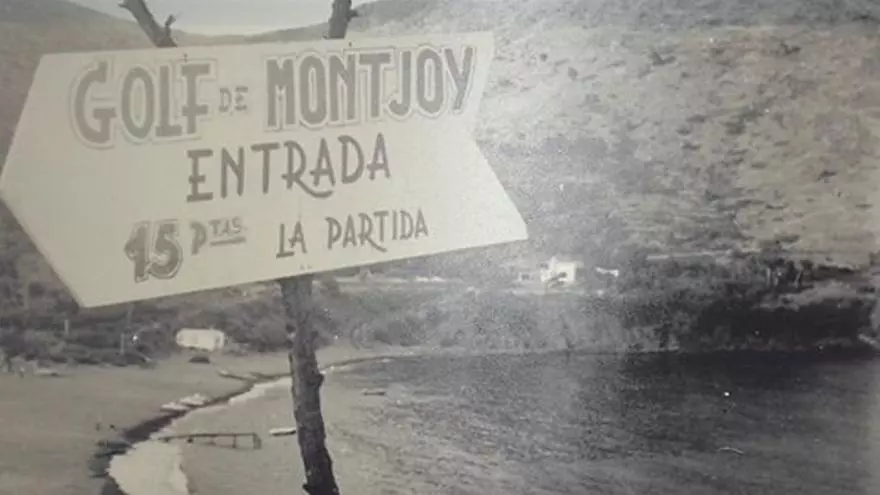 GOLF DE MONTJOY
ENTRADA
15 PTAS LA PARTIDA